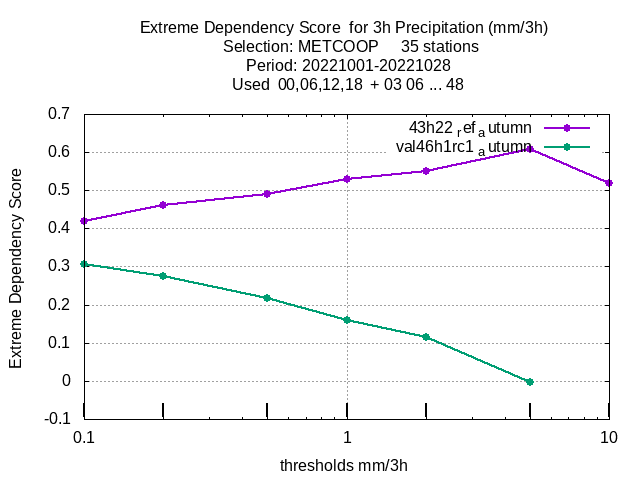 Extreme Dependency Score  for 3h Precipitation (mm/3h)
Selection: METCOOP     35 stations
Period: 20221001-20221028
Used  00,06,12,18  + 03 06 ... 48
43h22 ref autumn
val46h1rc1 autumn
0.7
0.6
0.5
0.4
0.3
0.2
0.1
0
-0.1
Extreme Dependency Score
0.1 1 10
thresholds mm/3h